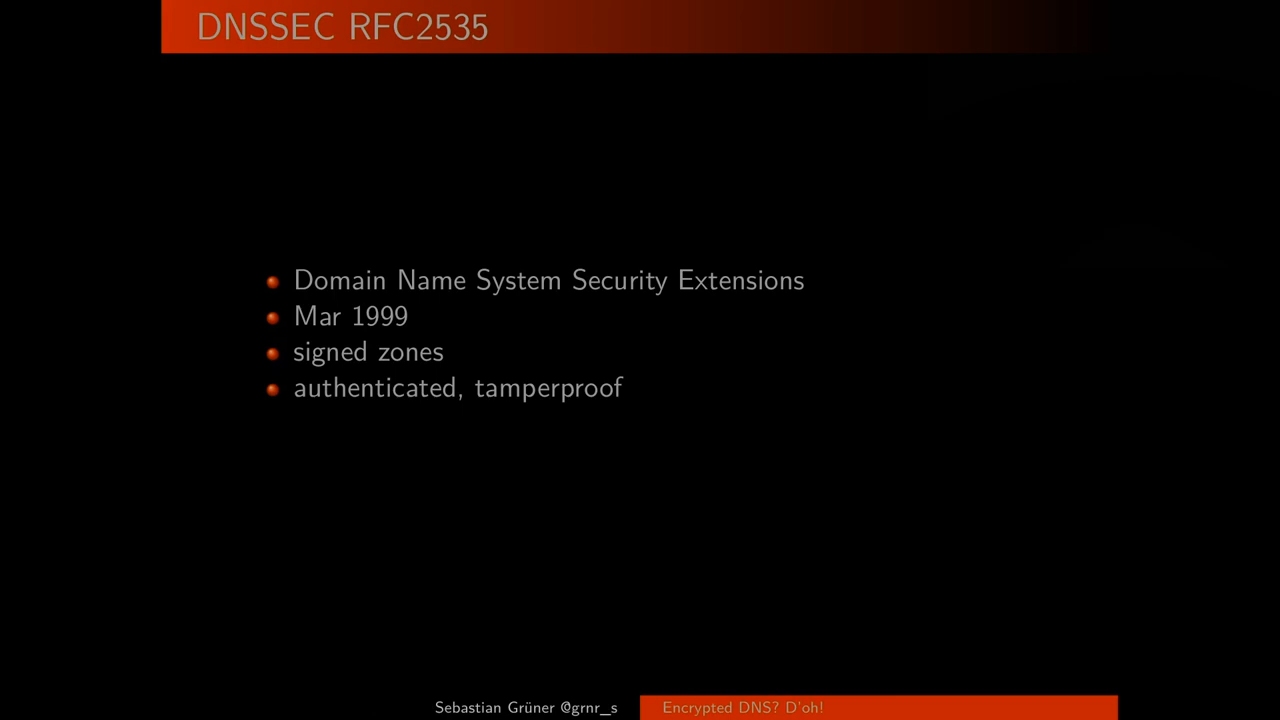 DNSSEC RFC2535
Domain Name System Security Extensions
Mar 1999
signed zones
authenticated, tamperproof
Sebastian Grüner @grnr_s
Encrypted DNS? D'oh!